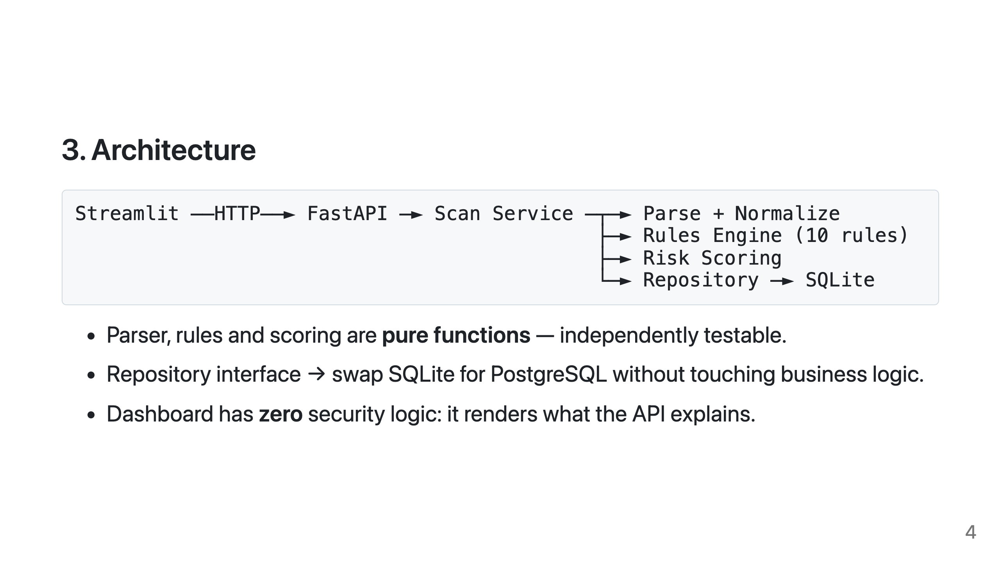 3. Architecture
Streamlit ──HTTP──► FastAPI ─► Scan Service ─┬─► Parse + Normalize
├─► Rules Engine (10 rules)
├─► Risk Scoring
└─► Repository ─► SQLite
• Parser, rules and scoring are pure functions — independently testable.
• Repository interface → swap SQLite for PostgreSQL without touching business logic.
• Dashboard has zero security logic: it renders what the API explains.
4